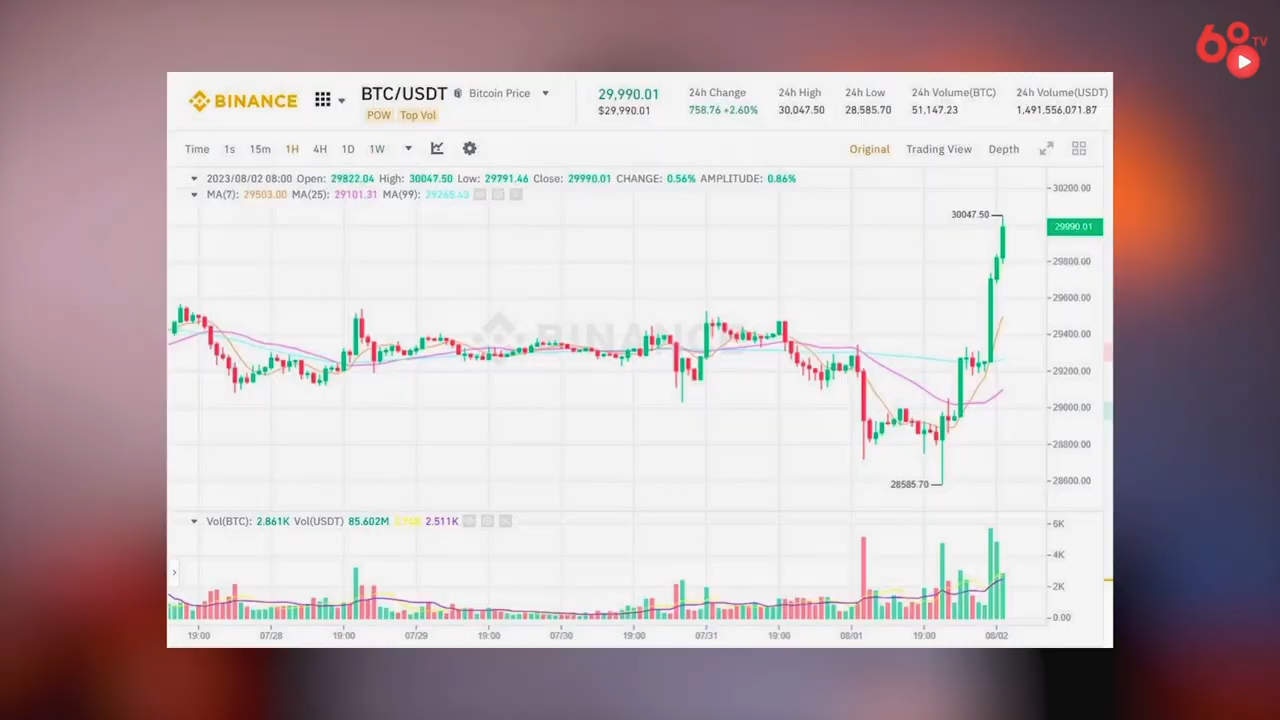 60 TV
BINANCE BTC/USDT Bitcoin Price 29,990.01 24h Change 24h High 24h Low 24h Volume(BTC) 24h Volume(USDT)
POW Top Vol $29,990.01 758.76 +2.60% 30,047.50 28,585.70 51,147.23 1,491,556,071.87
Time 1s 15m 1H 4H 1D 1W Original Trading View Depth
2023/08/02 08:00 Open: 29822.04 High: 30047.50 Low: 29791.46 Close: 29990.01 CHANGE: 0.56% AMPLITUDE: 0.86%
MA(7): 29503.00 MA(25): 29101.31 MA(99): 29265.43
30200.00
30047.50
29990.01
29800.00
29600.00
BINANCE
29400.00
29200.00
29000.00
28800.00
28585.70
28600.00
Vol(BTC): 2.861K Vol(USDT) 85.602M 2.511K
6K
4K
2K
0.00
19:00 07/28 19:00 07/29 19:00 07/30 19:00 07/31 19:00 08/01 19:00 08/02